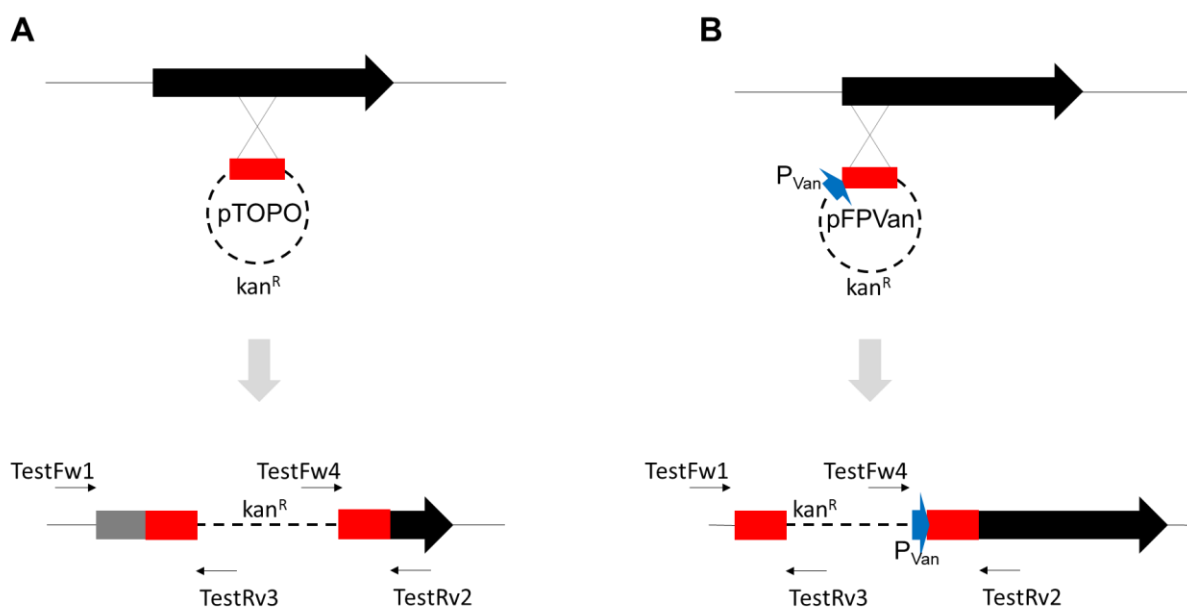 A
pTOPO
kanR
TestFw1
TestFw4
kanR
TestRv3
TestRv2
B
PVan
pFPVan
kanR
TestFw1
TestFw4
kanR
PVan
TestRv3
TestRv2